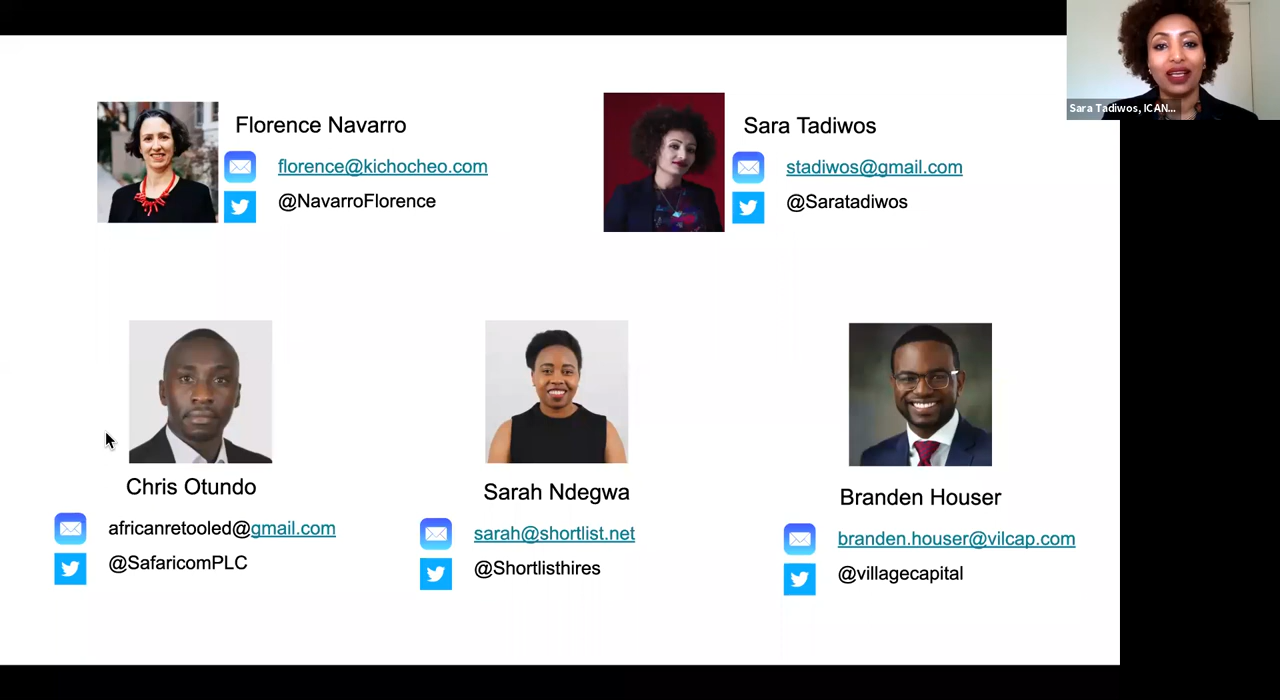 Sara Tadiwos, ICAN...
Florence Navarro
florence@kichocheo.com
@NavarroFlorence
Sara Tadiwos
stadiwos@gmail.com
@Saratadiwos
Chris Otundo
africanretooled@gmail.com
@SafaricomPLC
Sarah Ndegwa
sarah@shortlist.net
@Shortlisthires
Branden Houser
branden.houser@vilcap.com
@villagecapital